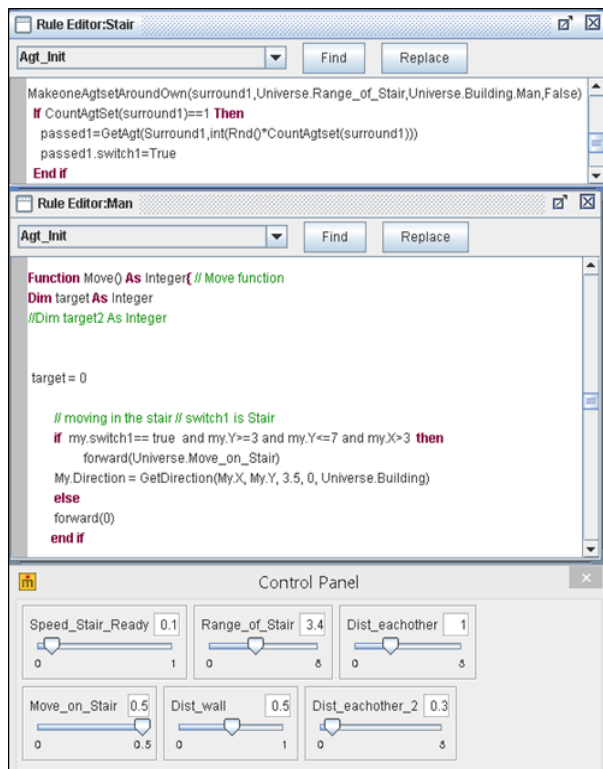 Rule Editor:Stair
Agt_Init Find Replace
MakeoneAgtsetAroundOwn(surround1,Universe.Range_of_Stair,Universe.Building.Man,False)
If CountAgtSet(surround1)==1 Then
passed1=GetAgt(Surround1,int(Rnd()*CountAgtset(surround1)))
passed1.switch1=True
End if
Rule Editor:Man
Agt_Init Find Replace
Function Move() As Integer{ // Move function
Dim target As Integer
//Dim target2 As Integer
target = 0
// moving in the stair // switch1 is Stair
if my.switch1== true and my.Y>=3 and my.Y<=7 and my.X>3 then
forward(Universe.Move_on_Stair)
My.Direction = GetDirection(My.X, My.Y, 3.5, 0, Universe.Building)
else
forward(0)
end if
m Control Panel
Speed_Stair_Ready 0.1 Range_of_Stair 3.4 Dist_eachother 1
0 1 0 8 0 8
Move_on_Stair 0.5 Dist_wall 0.5 Dist_eachother_2 0.3
0 0.5 0 1 0 8